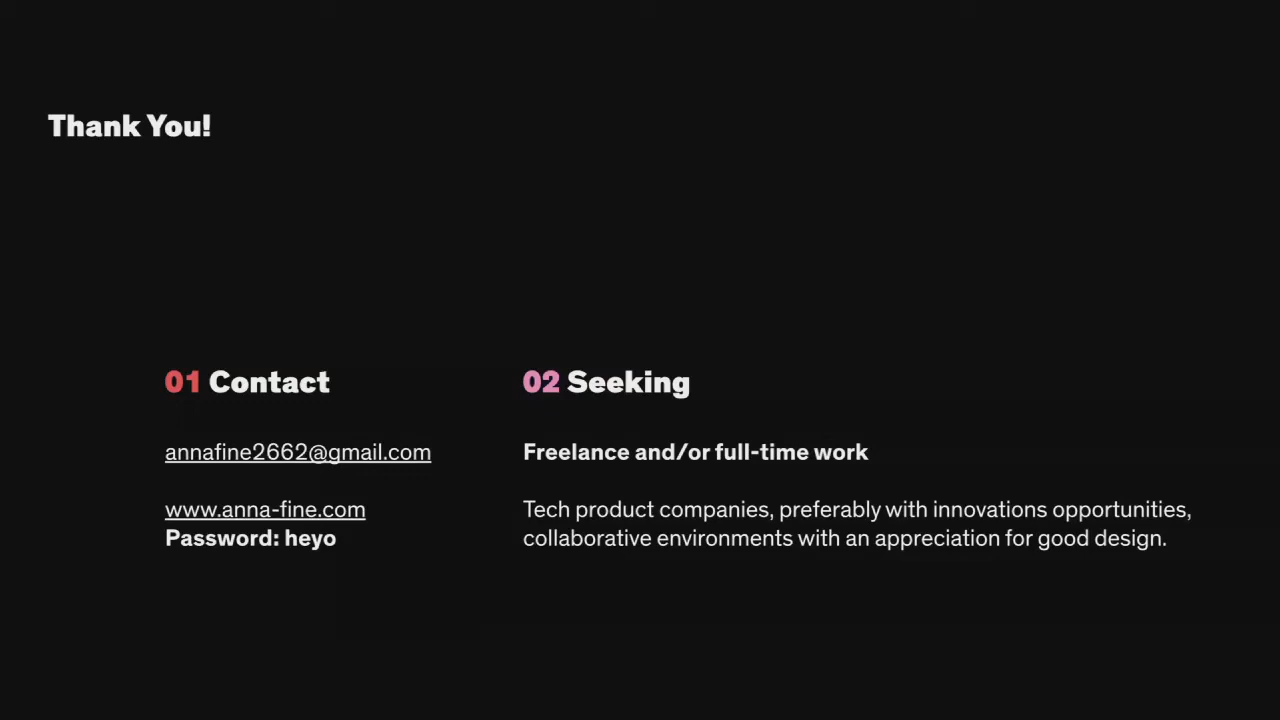 Thank You!
01 Contact
annafine2662@gmail.com
www.anna-fine.com
Password: heyo
02 Seeking
Freelance and/or full-time work
Tech product companies, preferably with innovations opportunities,
collaborative environments with an appreciation for good design.